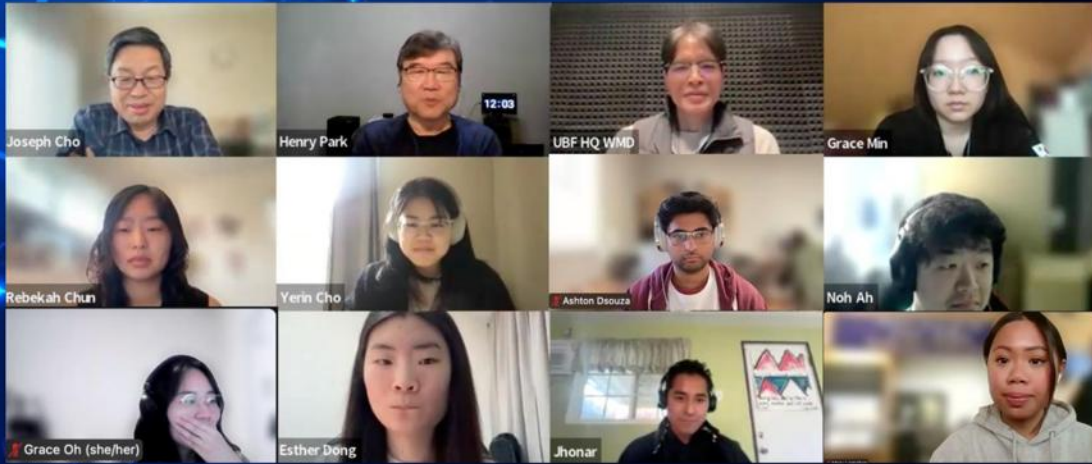 Joseph Cho
12:03
Henry Park
UBF HQ WMD
Grace Min
Rebekah Chun
Yerin Cho
Ashton Dsouza
Noh Ah
Grace Oh (she/her)
Esther Dong
Jhonar